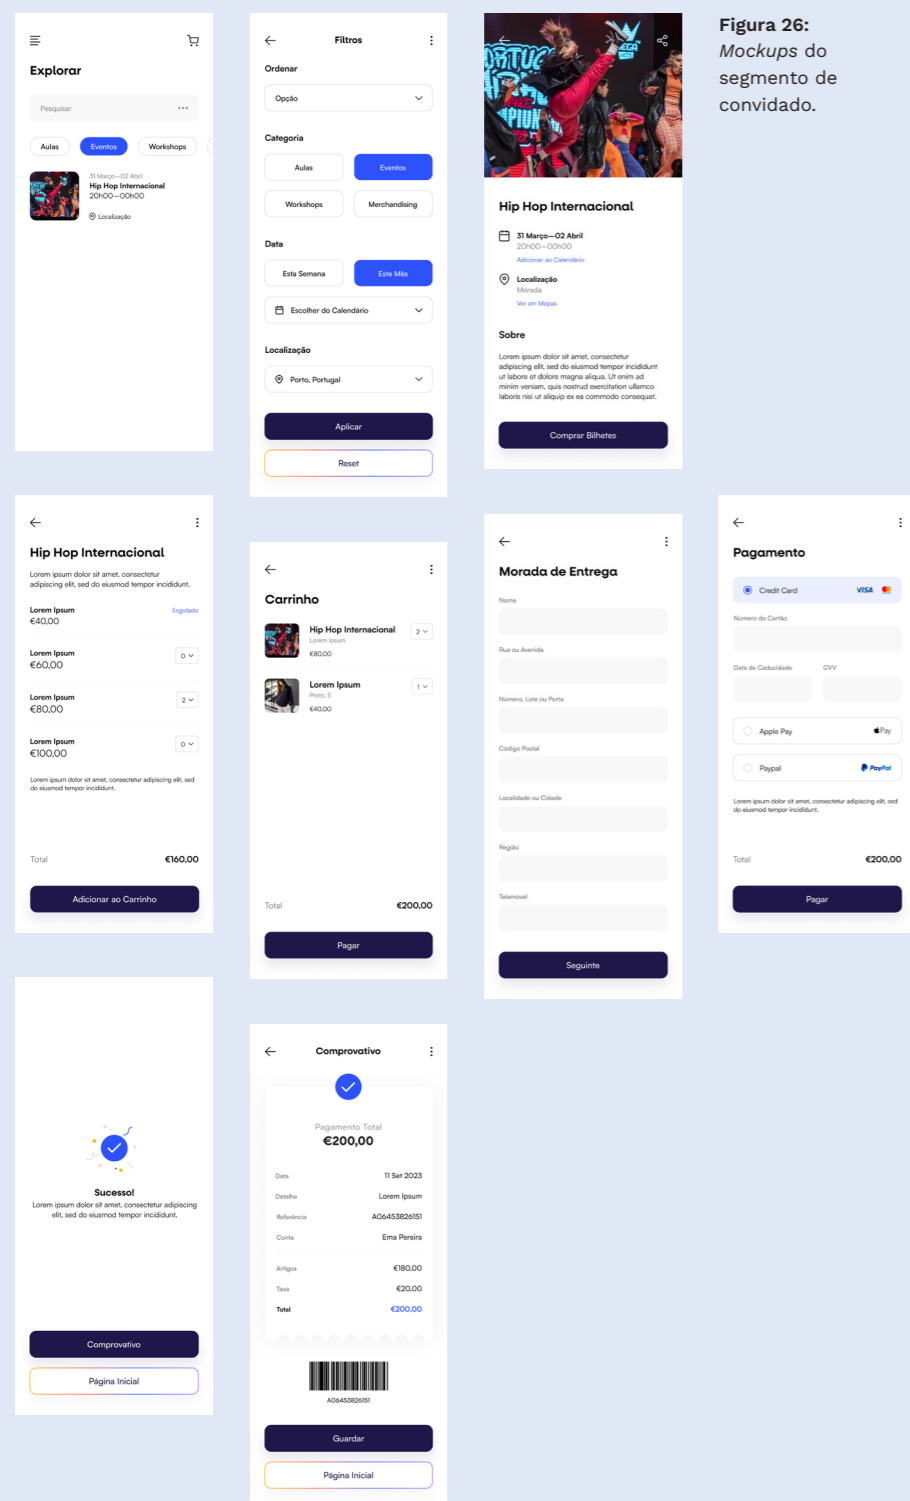 Explorar
Pesquisar
Aulas
Eventos
Workshops
31 Março—02 Abril
Hip Hop Internacional
20h00—00h00
Localização
Filtros
Ordenar
Opção
Categoria
Aulas
Eventos
Workshops
Merchandising
Data
Esta Semana
Este Mês
Escolher do Calendário
Localização
Porto, Portugal
Aplicar
Reset
Hip Hop Internacional
31 Março—02 Abril
20h00—00h00
Adicionar ao Calendário
Localização
Morada
Ver em Mapas
Sobre
Lorem ipsum dolor sit amet, consectetur
adipiscing elit, sed do eiusmod tempor incididunt
ut labore et dolore magna aliqua. Ut enim ad
minim veniam, quis nostrud exercitation ullamco
laboris nisi ut aliquip ex ea commodo consequat.
Comprar Bilhetes
Figura 26:
Mockups do
segmento de
convidado.
Hip Hop Internacional
Lorem ipsum dolor sit amet, consectetur
adipiscing elit, sed do eiusmod tempor incididunt.
Lorem Ipsum
Esgotado
€40,00
Lorem Ipsum
€60,00
0
Lorem Ipsum
€80,00
2
Lorem Ipsum
€100,00
0
Lorem ipsum dolor sit amet, consectetur adipiscing elit, sed
do eiusmod tempor incididunt.
Total €160,00
Adicionar ao Carrinho
Carrinho
Hip Hop Internacional
2
Lorem Ipsum
€80,00
Lorem Ipsum
1
Preto, S
€40,00
Total €200,00
Pagar
Morada de Entrega
Nome
Rua ou Avenida
Número, Lote ou Porta
Código Postal
Localidade ou Cidade
Região
Telemóvel
Seguinte
Pagamento
Credit Card VISA
Número do Cartão
Data de Caducidade CVV
Apple Pay Pay
Paypal PayPal
Lorem ipsum dolor sit amet, consectetur adipiscing elit, sed
do eiusmod tempor incididunt.
Total €200,00
Pagar
Sucesso!
Lorem ipsum dolor sit amet, consectetur adipiscing
elit, sed do eiusmod tempor incididunt.
Comprovativo
Página Inicial
Comprovativo
Pagamento Total
€200,00
Data 11 Set 2023
Detalhe Lorem Ipsum
Referência A06453826151
Conta Ema Pereira
Artigos €180,00
Taxa €20,00
Total €200,00
A06453826151
Guardar
Página Inicial